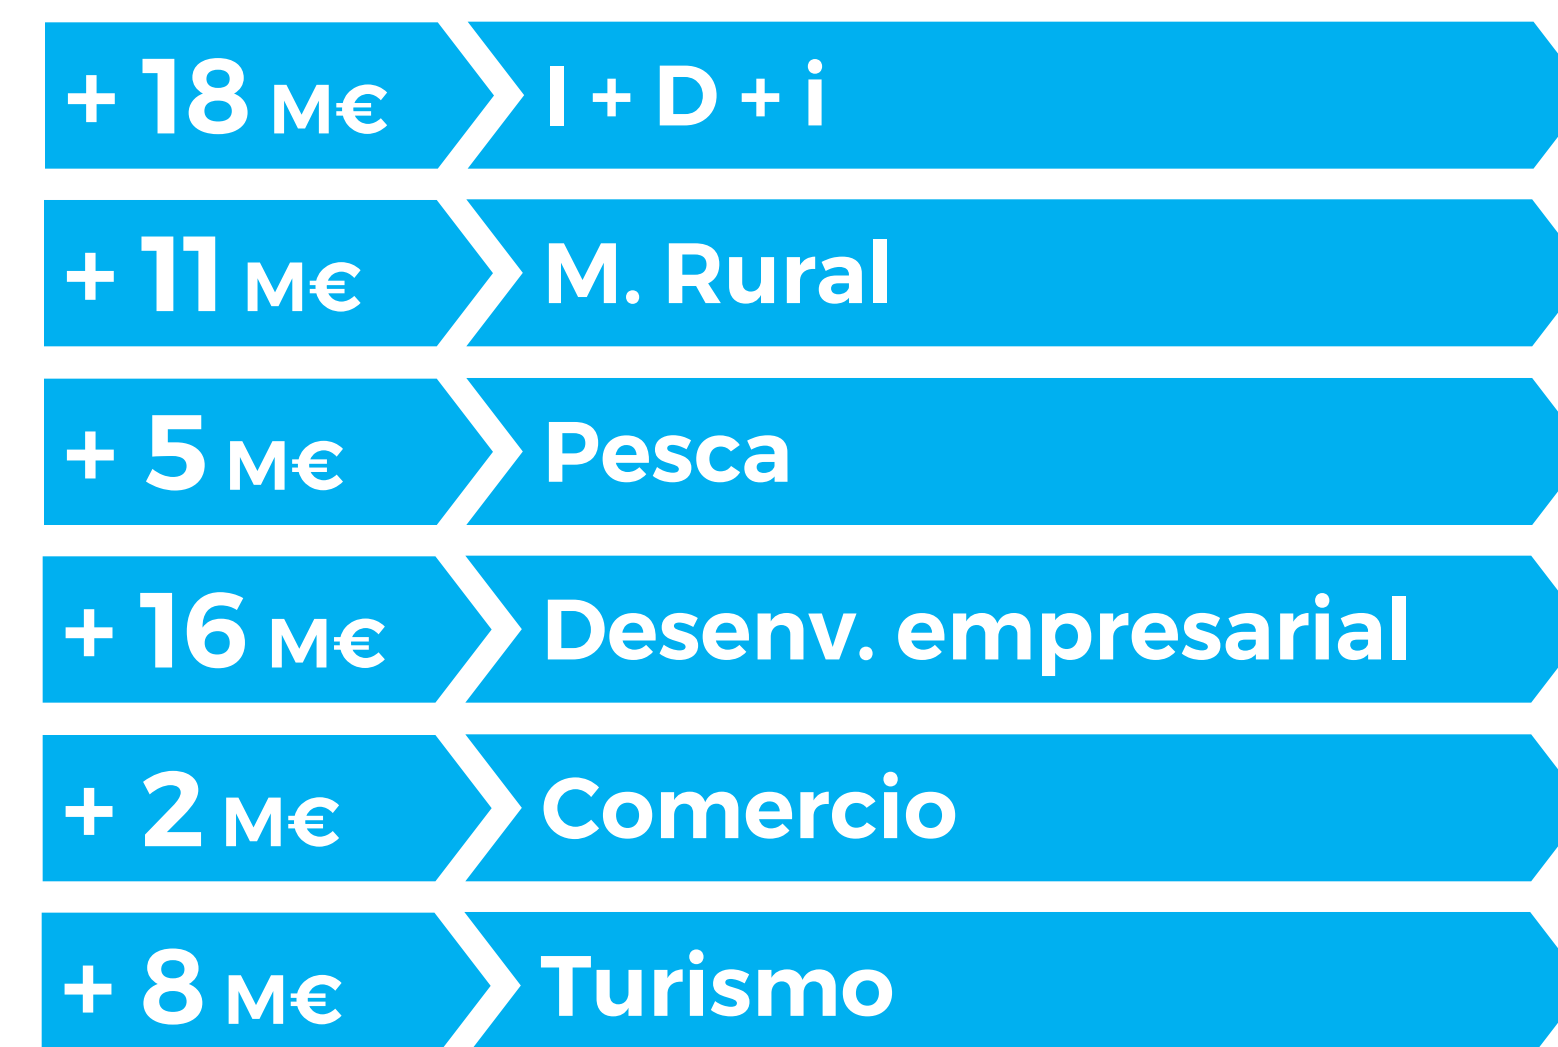 + 18 M€ I + D + i
+ 11 M€ M. Rural
+ 5 M€ Pesca
+ 16 M€ Desenv. empresarial
+ 2 M€ Comercio
+ 8 M€ Turismo